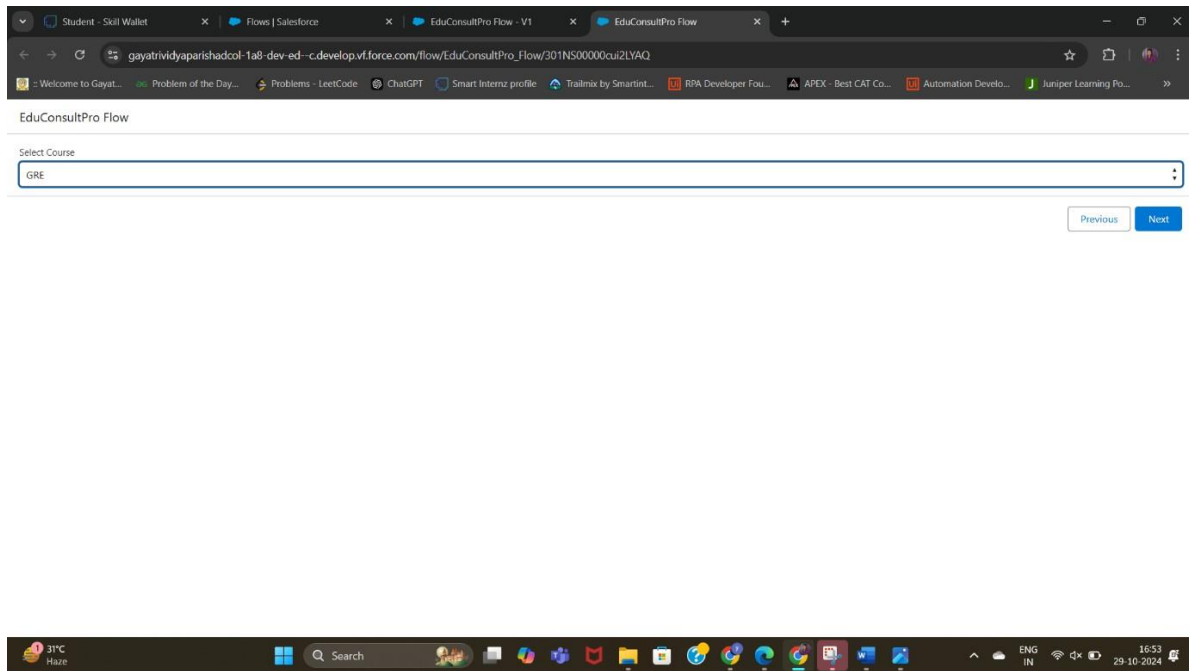 Student - Skill Wallet
Flows | Salesforce
EduConsultPro Flow - V1
EduConsultPro Flow
gayatrividyaparishadcol-1a8-dev-ed--c.develop.vf.force.com/flow/EduConsultPro_Flow/301NS00000cui2LYAQ
:: Welcome to Gayat... Problem of the Day... Problems - LeetCode ChatGPT Smart Internz profile Trailmix by Smartint... RPA Developer Fou... APEX - Best CAT Co... Automation Develo... Juniper Learning Po... »
EduConsultPro Flow
Select Course
GRE
Previous Next
1 31°C
Haze
Search
ENG
IN
16:53
29-10-2024